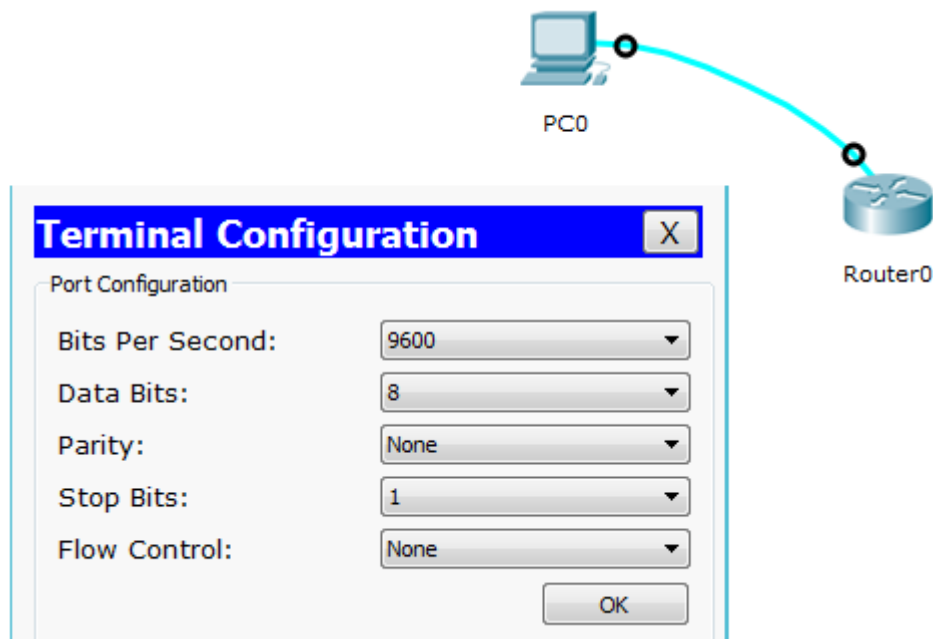 PC0
Router0
Terminal Configuration X
Port Configuration
Bits Per Second: 9600
Data Bits: 8
Parity: None
Stop Bits: 1
Flow Control: None
OK